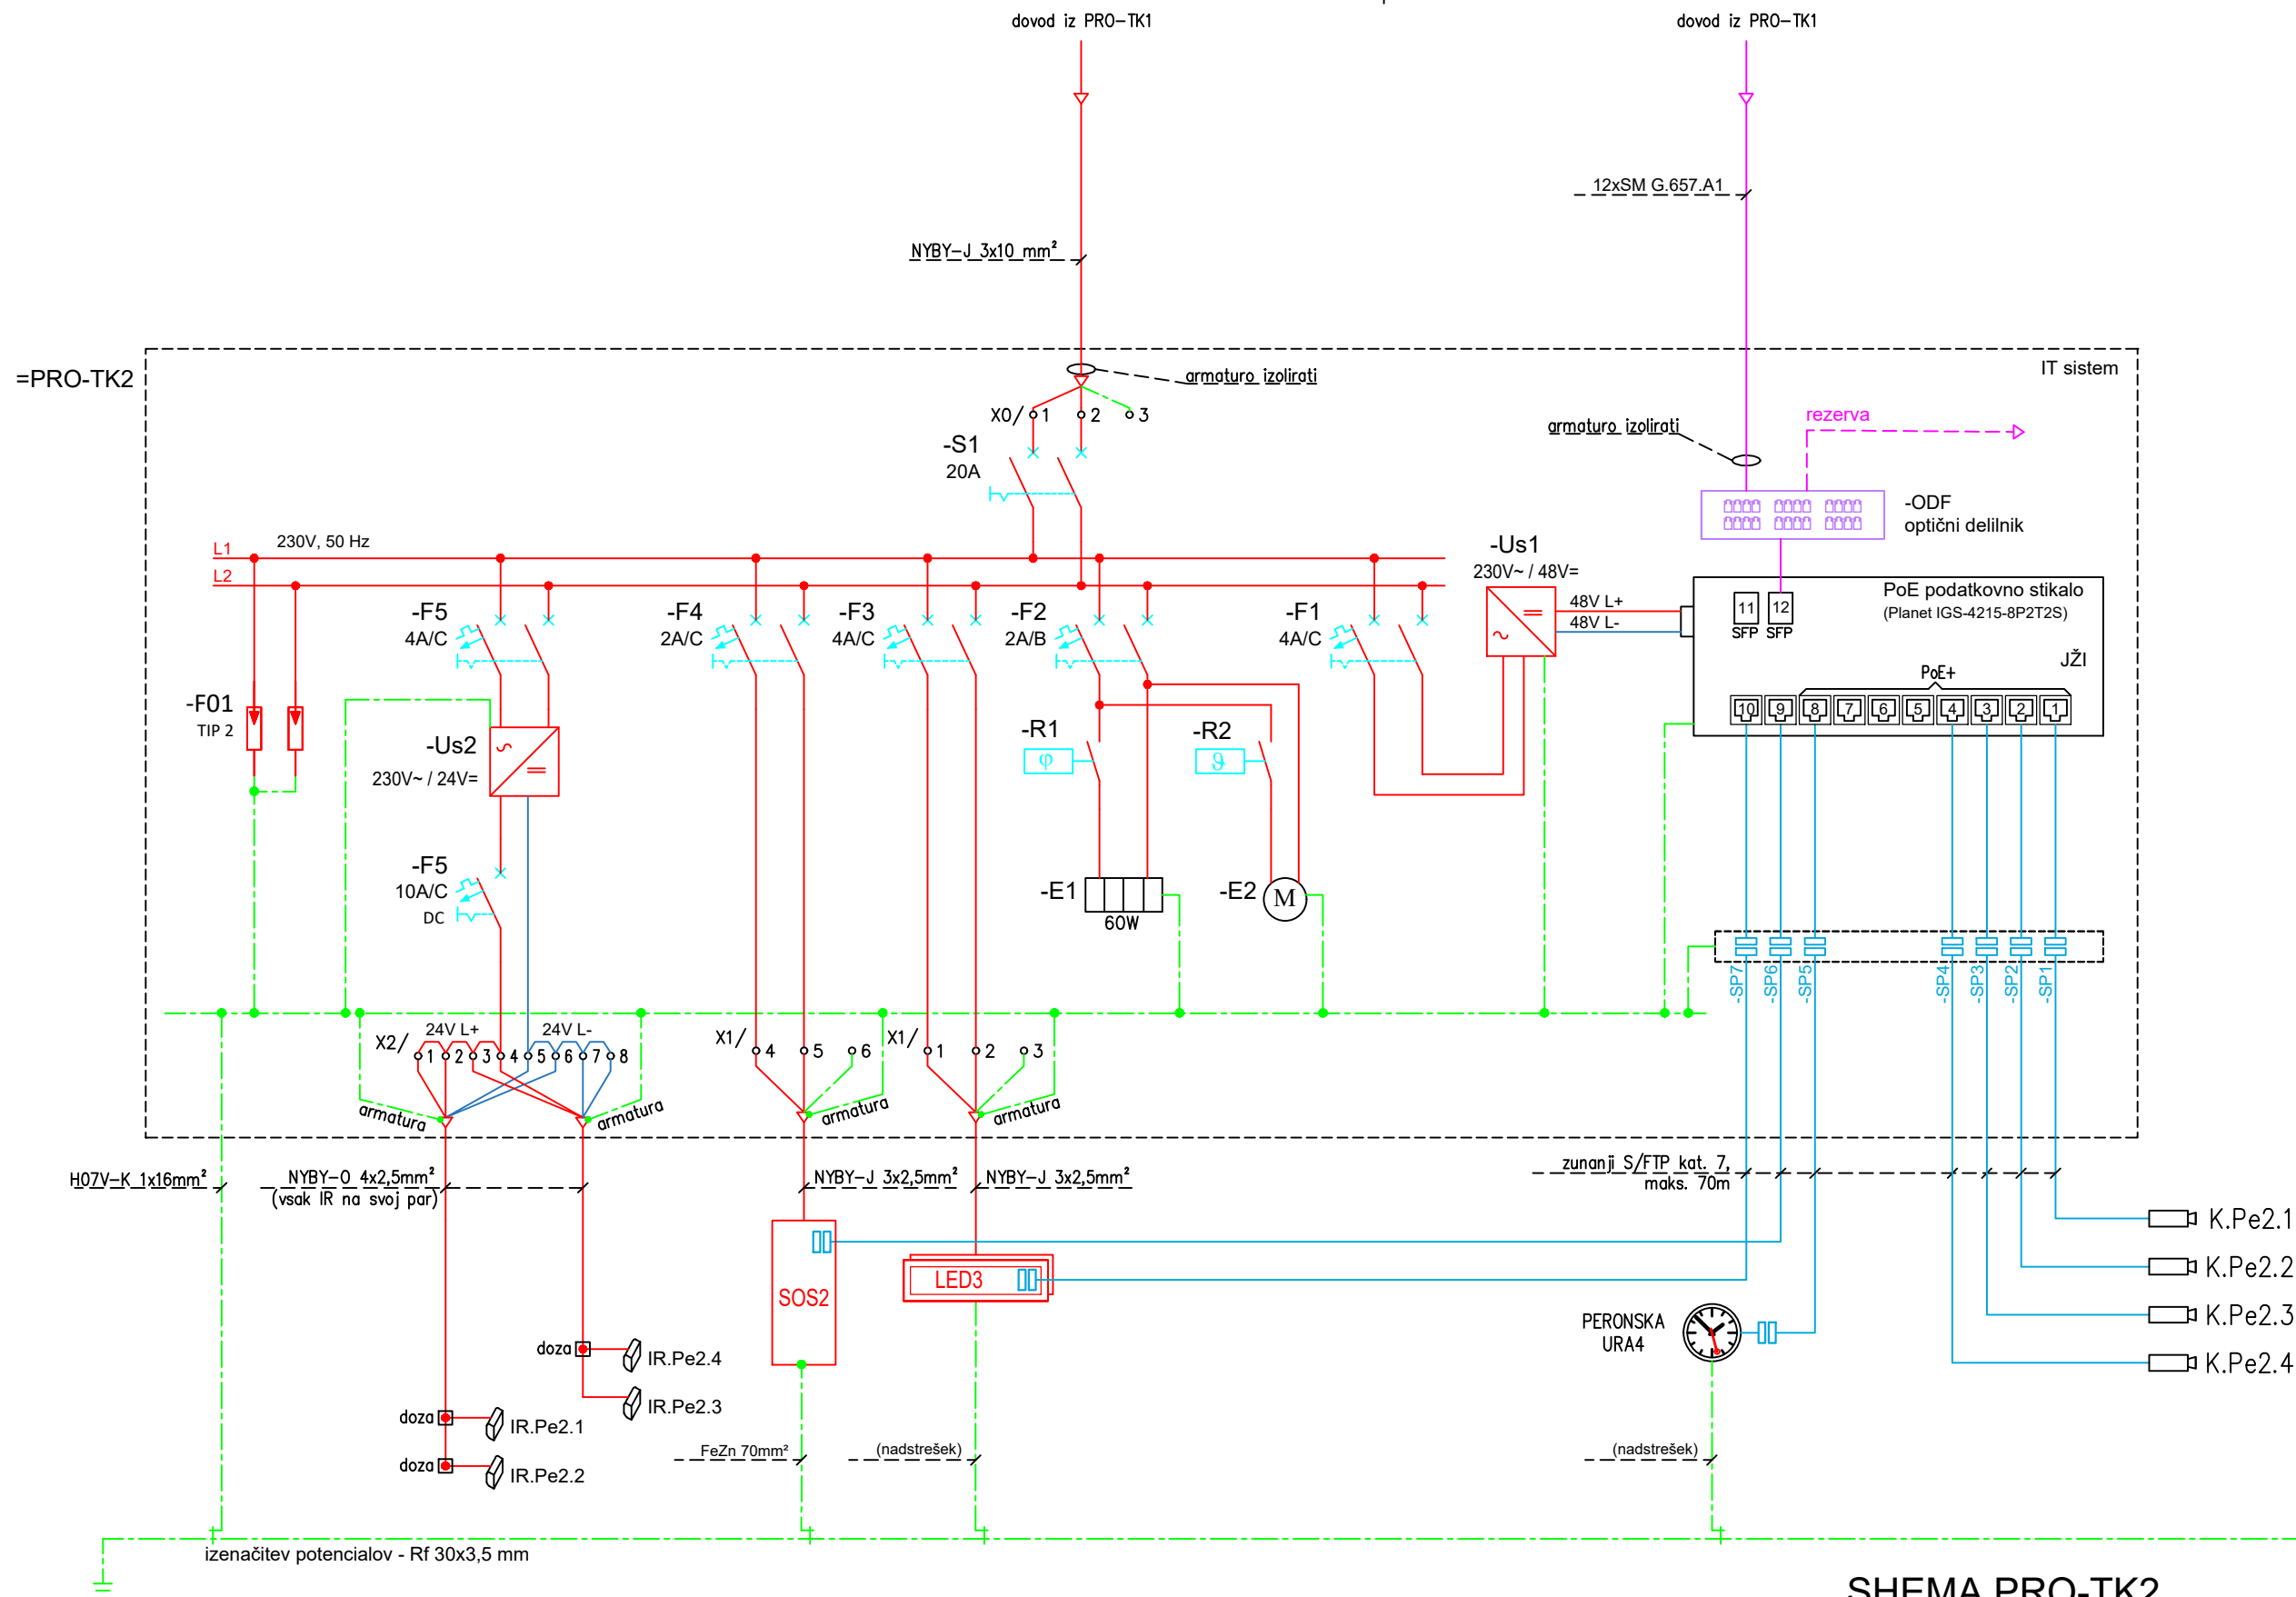 dovod iz PRO-TK1
dovod iz PRO-TK1
12xSM G.657.A1
NYBY-J 3x10 mm²
=PRO-TK2
IT sistem
armaturo izolirati
X0/ 1 2 3
rezerva
armaturo izolirati
-S1
20A
-ODF
optični delilnik
L1
230V, 50 Hz
L2
-Us1
230V~ / 48V=
48V L+
48V L-
PoE podatkovno stikalo
(Planet IGS-4215-8P2T2S)
11 12
SFP SFP
JŽI
PoE+
10 9 8 7 6 5 4 3 2 1
-F5
4A/C
-F4
2A/C
-F3
4A/C
-F2
2A/B
-F1
4A/C
-F01
TIP 2
-Us2
230V~ / 24V=
-R1
φ
-R2
ϑ
-F5
10A/C
DC
-E1
60W
-E2
M
-SP7 -SP6 -SP5 -SP4 -SP3 -SP2 -SP1
24V L+
24V L-
X2/ 1 2 3 4 5 6 7 8
X1/ 4 5 6
X1/ 1 2 3
armatura
armatura
armatura
armatura
H07V-K 1x16mm²
NYBY-O 4x2,5mm²
(vsak IR na svoj par)
NYBY-J 3x2,5mm²
NYBY-J 3x2,5mm²
zunanji S/FTP kat. 7,
maks. 70m
K.Pe2.1
K.Pe2.2
K.Pe2.3
K.Pe2.4
SOS2
LED3
PERONSKA
URA4
doza
IR.Pe2.4
IR.Pe2.3
doza
IR.Pe2.1
doza
IR.Pe2.2
FeZn 70mm²
(nadstrešek)
(nadstrešek)
izenačitev potencialov - Rf 30x3,5 mm
SHEMA PRO-TK2